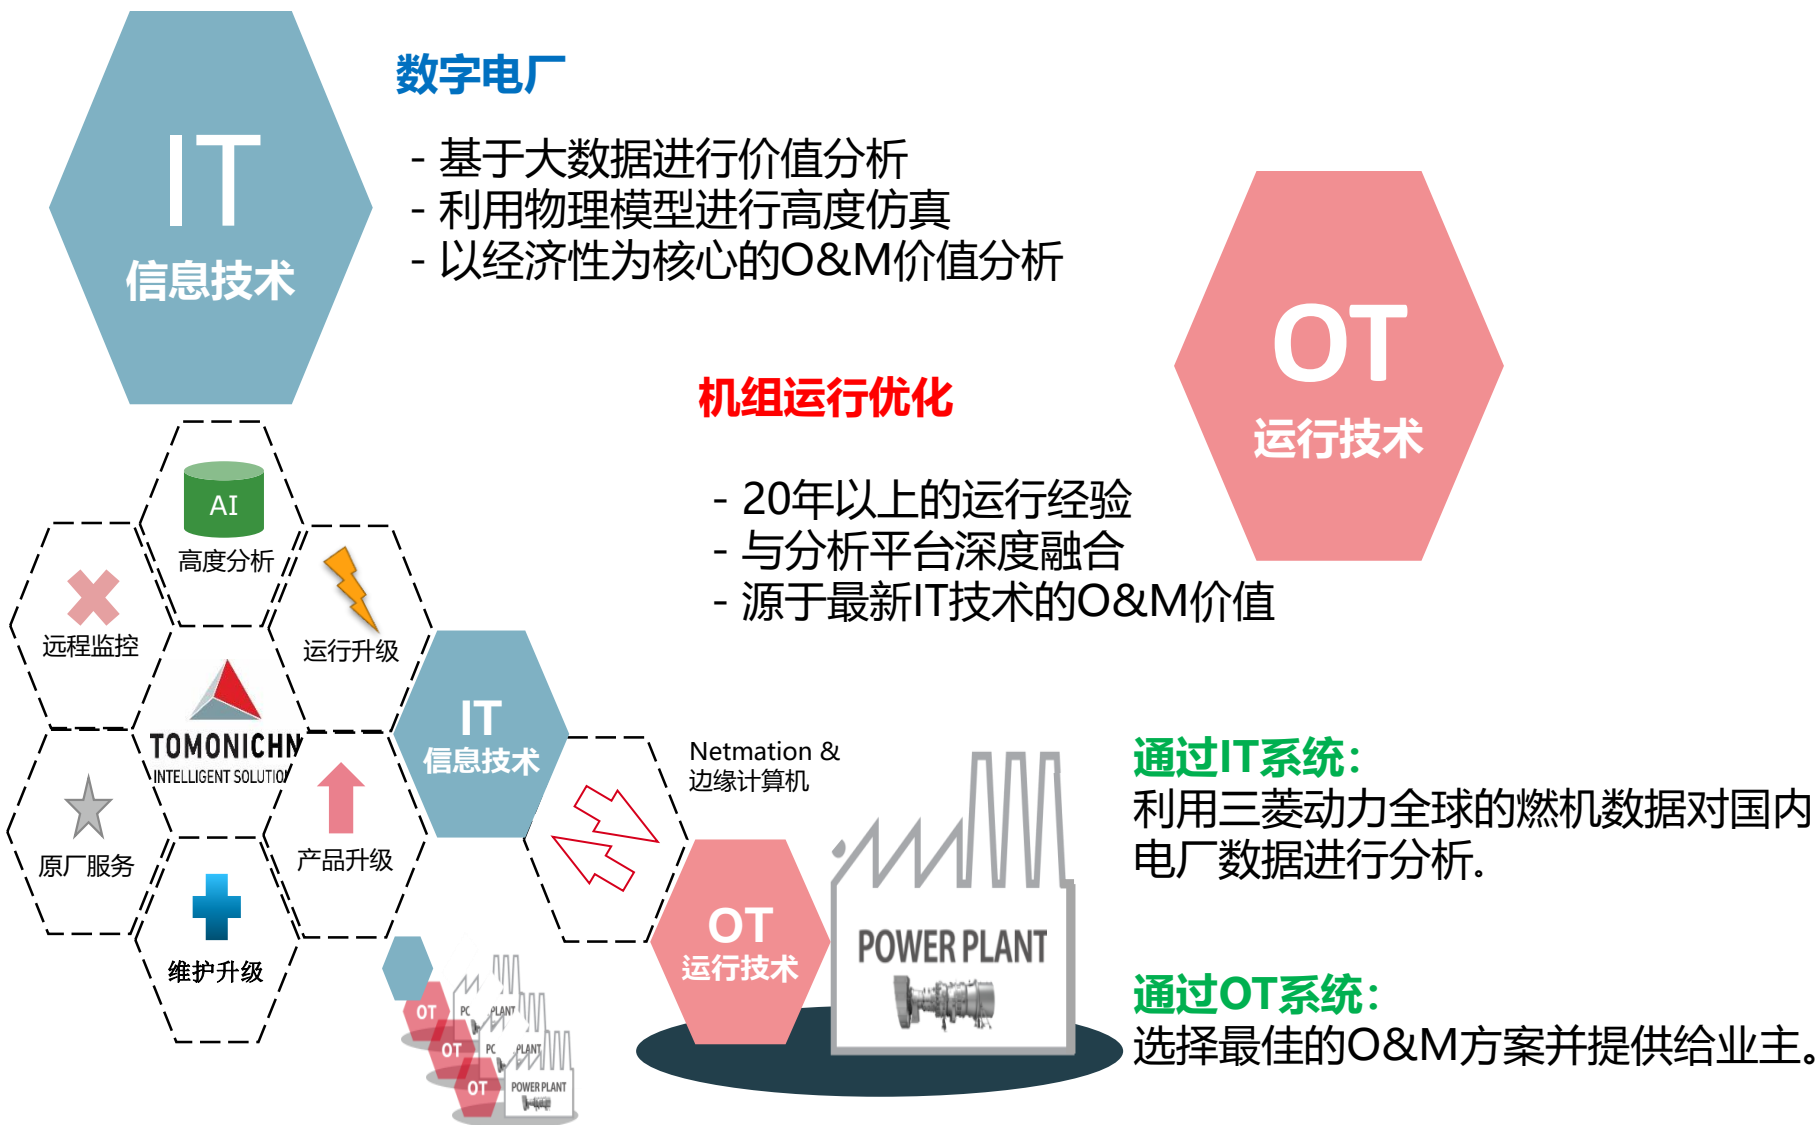 IT
信息技术
数字电厂
- 基于大数据进行价值分析
- 利用物理模型进行高度仿真
- 以经济性为核心的O&M价值分析
OT
运行技术
机组运行优化
- 20年以上的运行经验
- 与分析平台深度融合
- 源于最新IT技术的O&M价值
AI
高度分析
远程监控
运行升级
TOMONICHN
INTELLIGENT SOLUTION
原厂服务
产品升级
维护升级
IT
信息技术
Netmation &
边缘计算机
OT
运行技术
POWER PLANT
OT
PC PLANT
OT
PC PLANT
OT
POWER PLANT
通过IT系统：
利用三菱动力全球的燃机数据对国内
电厂数据进行分析.
通过OT系统：
选择最佳的O&M方案并提供给业主。